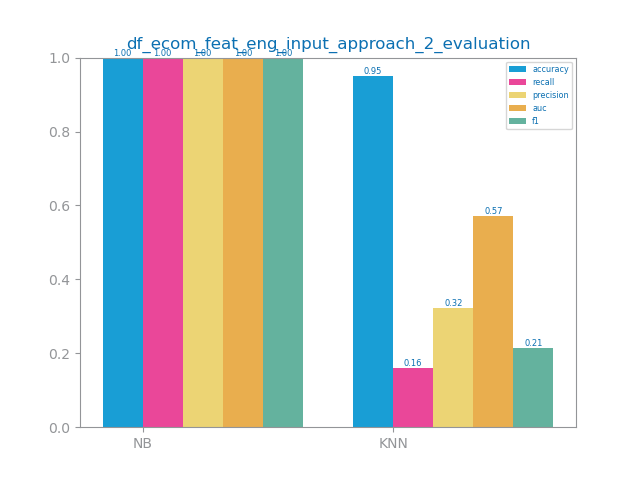 df_ecom_feat_eng_input_approach_2_evaluation
1.00 1.00 1.00 1.00 1.00
0.95
0.16
0.32
0.57
0.21
accuracy
recall
precision
auc
f1
1.0
0.8
0.6
0.4
0.2
0.0
NB KNN